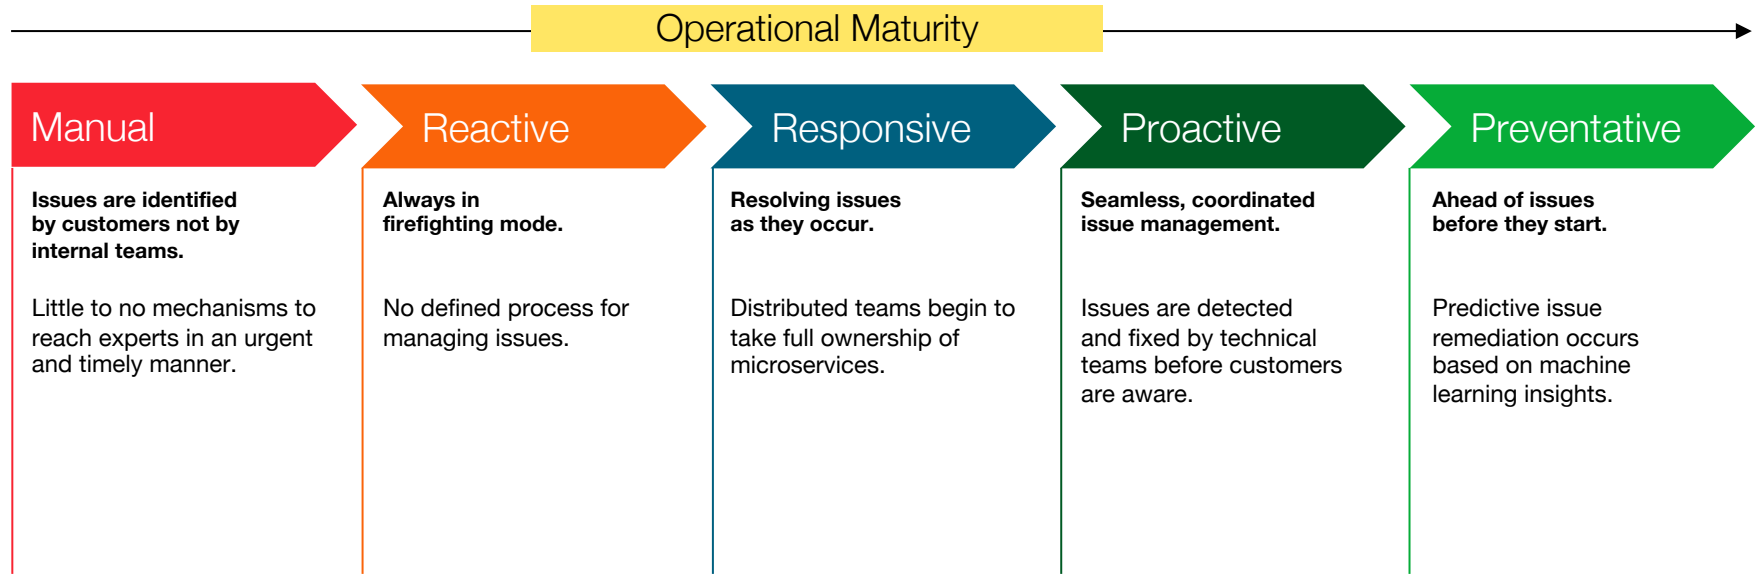 Operational Maturity
Manual
Issues are identified
by customers not by
internal teams.
Little to no mechanisms to
reach experts in an urgent
and timely manner.
Reactive
Always in
firefighting mode.
No defined process for
managing issues.
Responsive
Resolving issues
as they occur.
Distributed teams begin to
take full ownership of
microservices.
Proactive
Seamless, coordinated
issue management.
Issues are detected
and fixed by technical
teams before customers
are aware.
Preventative
Ahead of issues
before they start.
Predictive issue
remediation occurs
based on machine
learning insights.